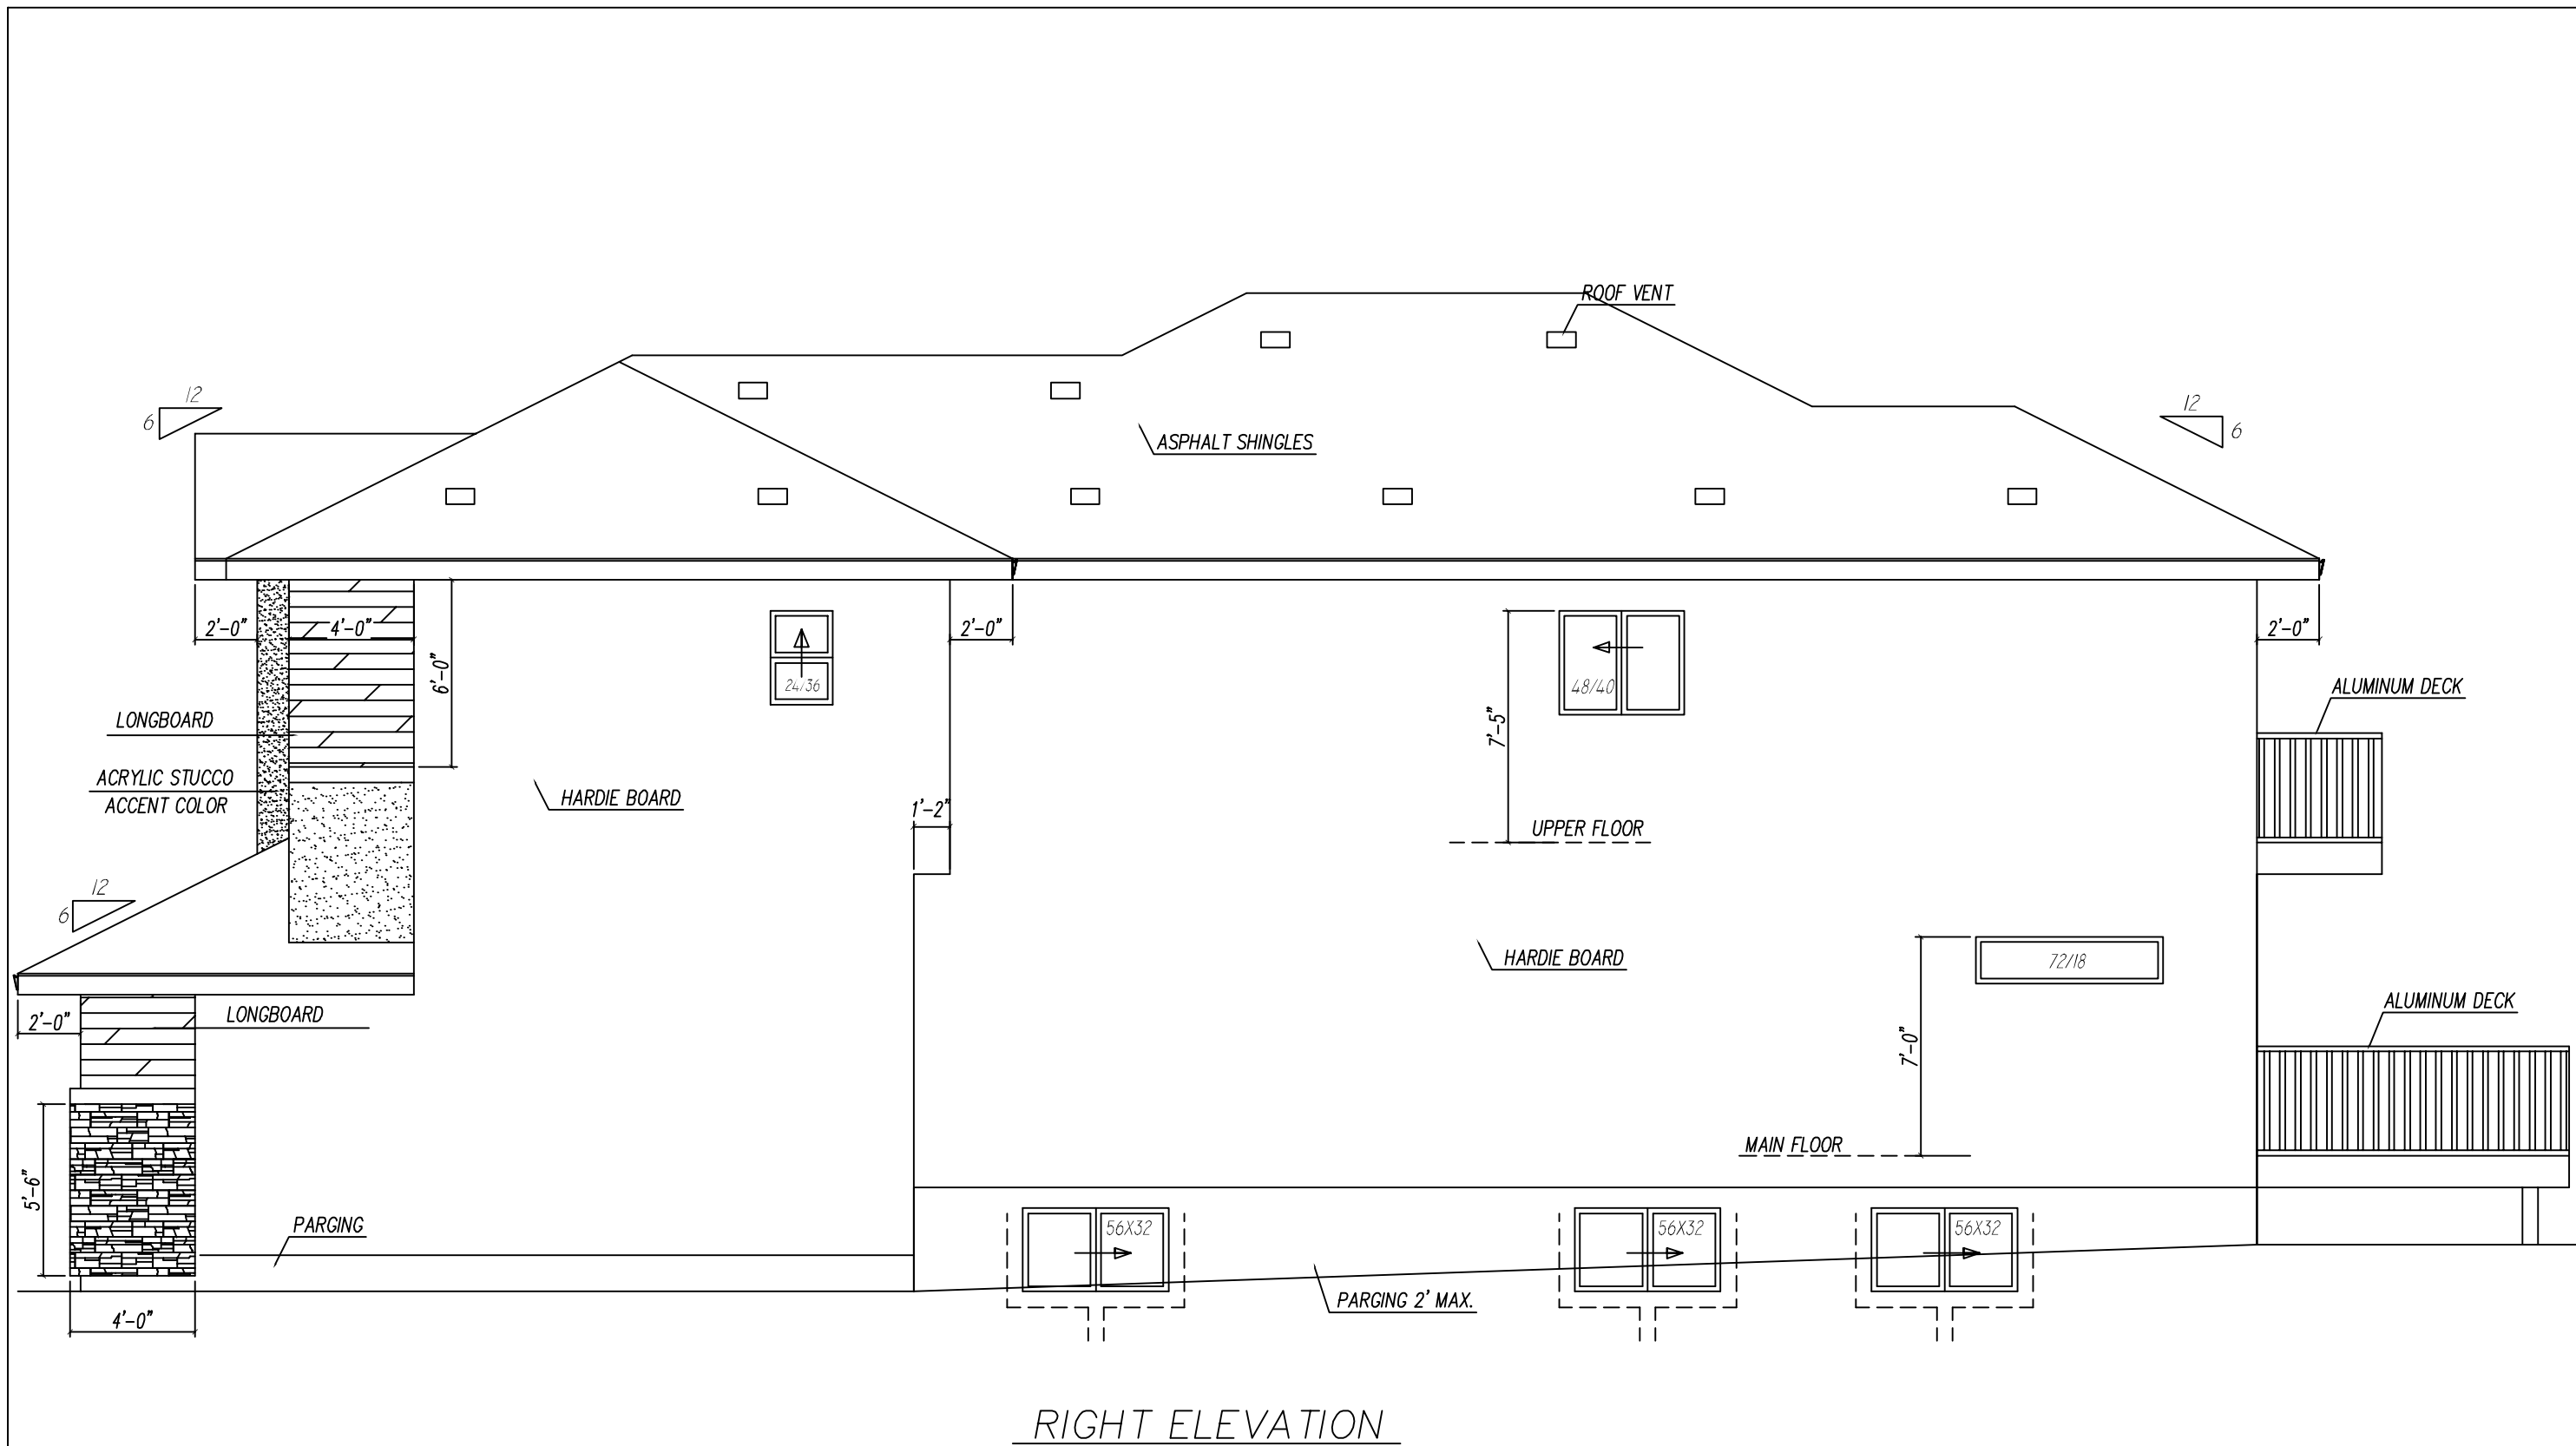 ROOF VENT
12
6
12
6
ASPHALT SHINGLES
2'-0"
4'-0"
2'-0"
2'-0"
6'-0"
24/36
48/40
7'-5"
LONGBOARD
ALUMINUM DECK
ACRYLIC STUCCO
ACCENT COLOR
HARDIE BOARD
1'-2"
UPPER FLOOR
12
6
HARDIE BOARD
72/18
LONGBOARD
2'-0"
ALUMINUM DECK
7'-0"
MAIN FLOOR
5'-6"
PARGING
56X32
56X32
56X32
PARGING 2' MAX.
4'-0"
RIGHT ELEVATION